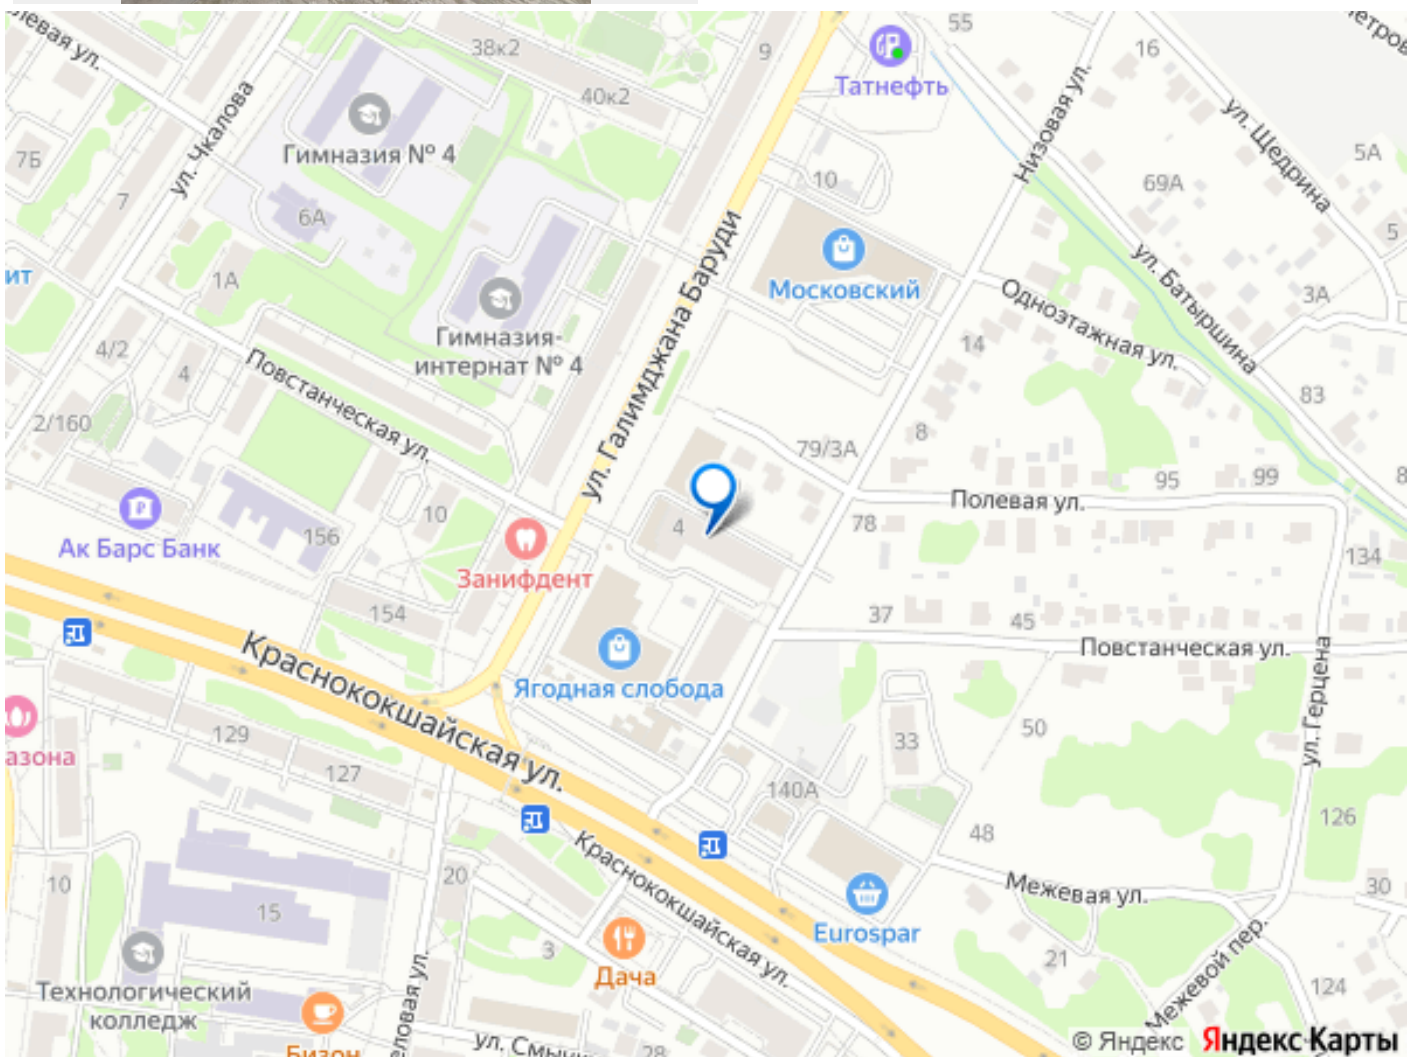 левая ул.
38к2
9
55
16
Татнефть
40к2
ул. Чкалова
7Б
Гимназия № 4
Низовая ул.
ул. Щедрина
5А
69А
10
7
6А
5
ит
1А
Московский
ул. Галимджана Баруди
ул. Батыршина
3А
Одноэтажная ул.
Гимназия-
интернат № 4
14
4/2
4
Повстанческая ул.
83
2/160
8
79/3А
95
99
Полевая ул.
10
78
156
4
Ак Барс Банк
Занифдент
134
154
37
45
Повстанческая ул.
Краснококшайская ул.
Ягодная слобода
ул. Герцена
129
азона
127
33
50
140А
126
48
Краснококшайская ул.
10
20
Межевая ул.
30
15
Eurospar
3
Дача
21
Межевой пер.
124
Технологический
колледж
еловая ул.
Бизон
28
© Яндекс Яндекс Карты